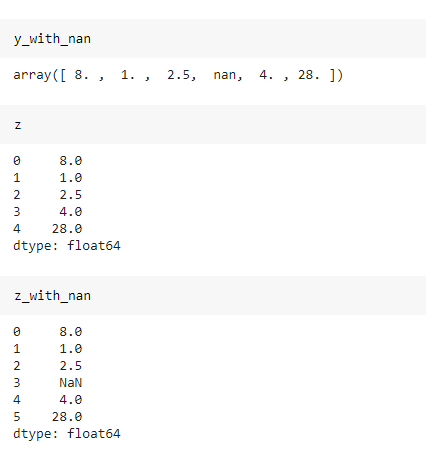 y_with_nan
array([ 8. ,  1. ,  2.5,  nan,  4. , 28. ])
z
0     8.0
1     1.0
2     2.5
3     4.0
4    28.0
dtype: float64
z_with_nan
0     8.0
1     1.0
2     2.5
3     NaN
4     4.0
5    28.0
dtype: float64